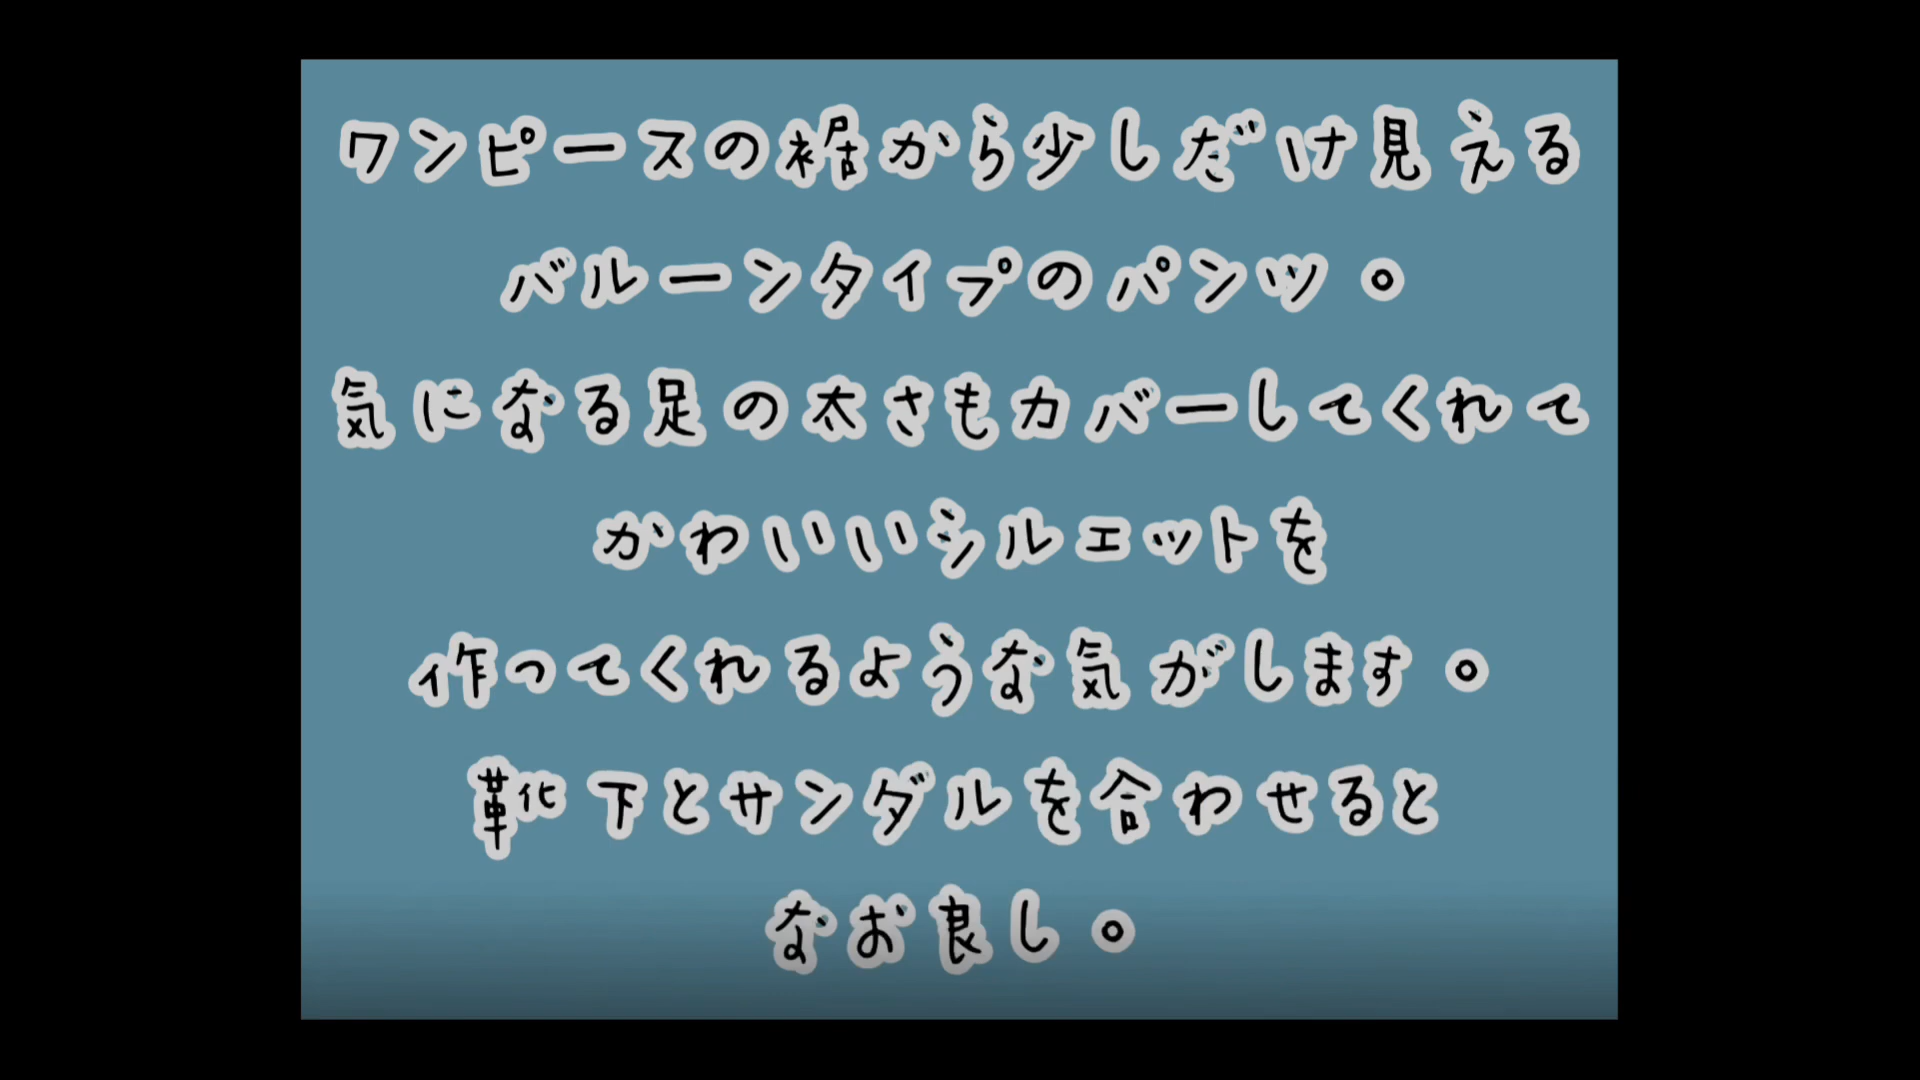 ワンピースの裾から少しだけ見える
バルーンタイプのパンツ。
気になる足の太さもカバーしてくれて
かわいいシルエットを
作ってくれるような気がします。
靴下とサンダルを合わせると
なお良し。